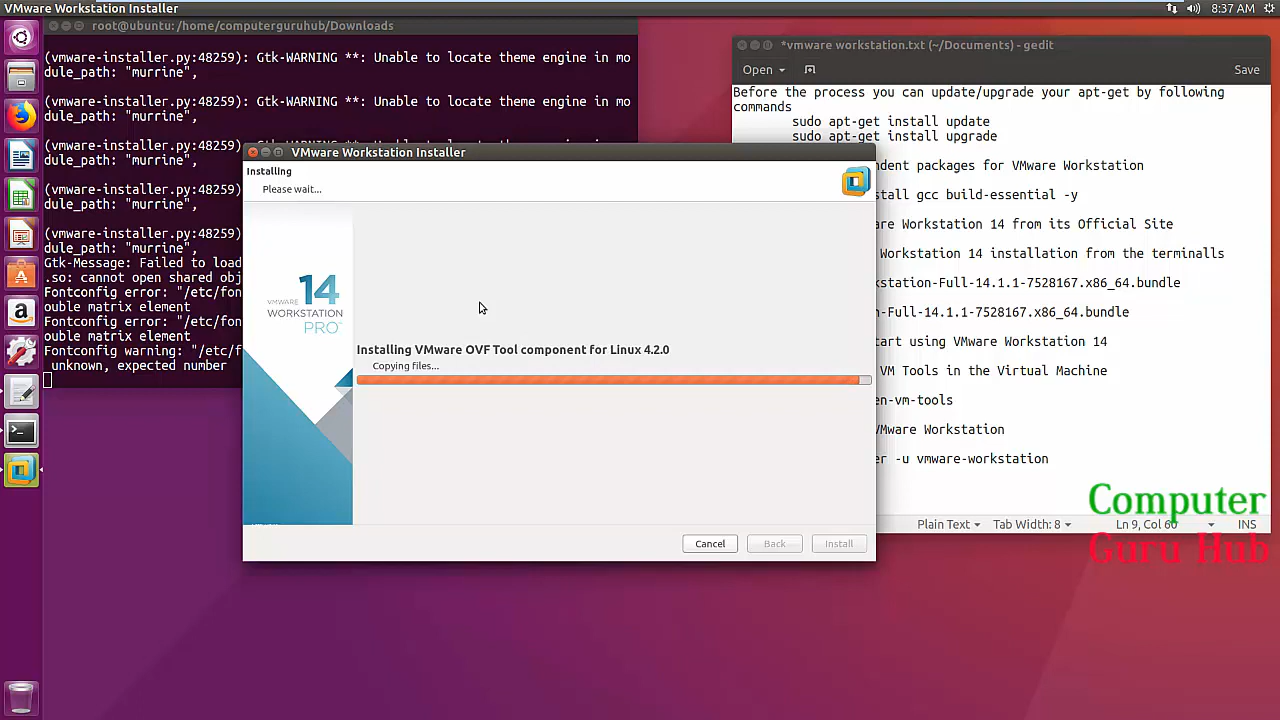 VMware Workstation Installer
8:37 AM
root@ubuntu: /home/computerguruhub/Downloads
(vmware-installer.py:48259): Gtk-WARNING **: Unable to locate theme engine in mo
dule_path: "murrine",
(vmware-installer.py:48259): Gtk-WARNING **: Unable to locate theme engine in mo
dule_path: "murrine",
(vmware-installer.py:48259)
dule_path: "murrine",
(vmware-installer.py:48259)
dule_path: "murrine",
(vmware-installer.py:48259)
dule_path: "murrine",
Gtk-Message: Failed to load
.so: cannot open shared obj
Fontconfig error: "/etc/fon
ouble matrix element
Fontconfig error: "/etc/fon
ouble matrix element
Fontconfig warning: "/etc/f
unknown, expected number
*vmware workstation.txt (~/Documents) - gedit
Open
Save
Before the process you can update/upgrade your apt-get by following
commands
sudo apt-get install update
sudo apt-get install upgrade
dent packages for VMware Workstation
stall gcc build-essential -y
are Workstation 14 from its Official Site
Workstation 14 installation from the terminalls
kstation-Full-14.1.1-7528167.x86_64.bundle
-Full-14.1.1-7528167.x86_64.bundle
tart using VMware Workstation 14
VM Tools in the Virtual Machine
en-vm-tools
VMware Workstation
er -u vmware-workstation
Plain Text
Tab Width: 8
Ln 9, Col 60
INS
VMware Workstation Installer
Installing
Please wait...
14
VMWARE
WORKSTATION
PRO™
Installing VMware OVF Tool component for Linux 4.2.0
Copying files...
Cancel
Back
Install
Computer
Guru Hub